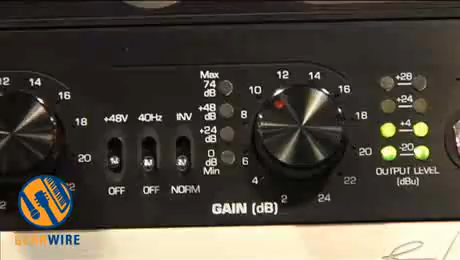 12 14 16 18 20 22
+48V 40Hz INV
OFF OFF NORM
Max
74
dB
+48
dB
+24
dB
0
dB
Min
2 4 6 8 10 12 14 16 18 20 22 24
GAIN (dB)
+26
+24
+4
-20
OUTPUT LEVEL
(dBu)
GEARWIRE